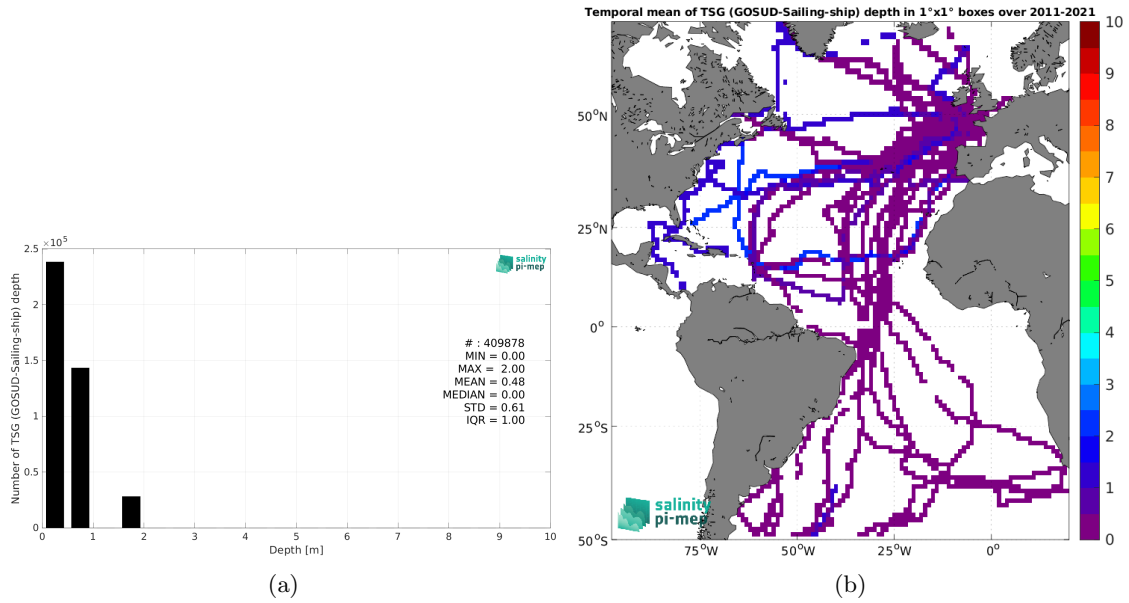 ×10⁵
2.5
2
1.5
1
0.5
0
0 1 2 3 4 5 6 7 8 9 10
Depth [m]
Number of TSG (GOSUD-Sailing-ship) depth
salinity
pi-mep
# : 409878
MIN = 0.00
MAX = 2.00
MEAN = 0.48
MEDIAN = 0.00
STD = 0.61
IQR = 1.00
(a)
Temporal mean of TSG (GOSUD-Sailing-ship) depth in 1°x1° boxes over 2011-2021
50°N
25°N
0°
25°S
50°S
75°W 50°W 25°W 0°
salinity
pi-mep
10
9
8
7
6
5
4
3
2
1
0
(b)